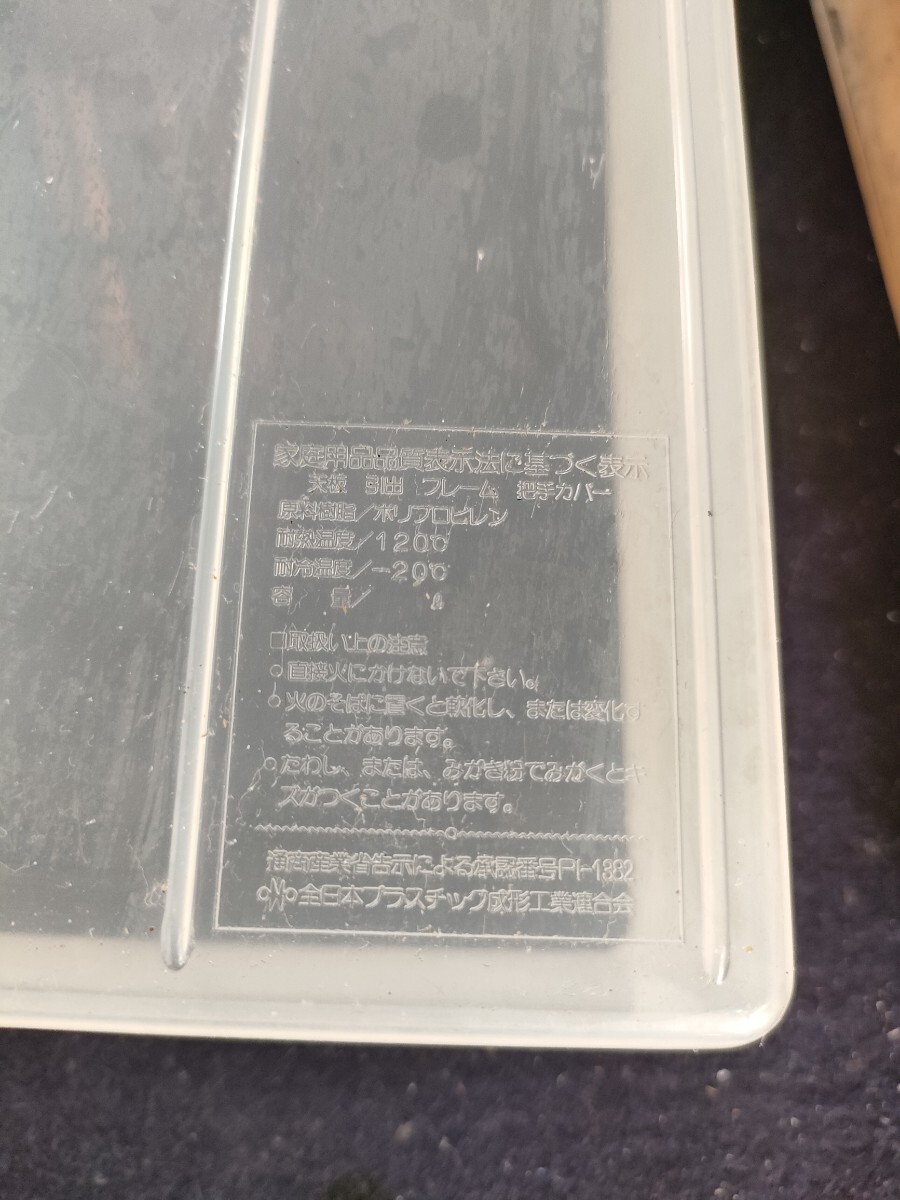 家庭用品品質表示法に基づく表示
天板 引出 フレーム 把手カバー
原料樹脂/ポリプロピレン
耐熱温度/120℃
耐冷温度/-20℃
容 量/ ℓ
□取扱い上の注意
○直接火にかけないで下さい。
○火のそばに置くと軟化し、または変化す
ることがあります。
○たわし、または、みがき粉でみがくとキ
ズがつくことがあります。
通商産業省告示による承認番号PI-1382
全日本プラスチック成形工業連合会